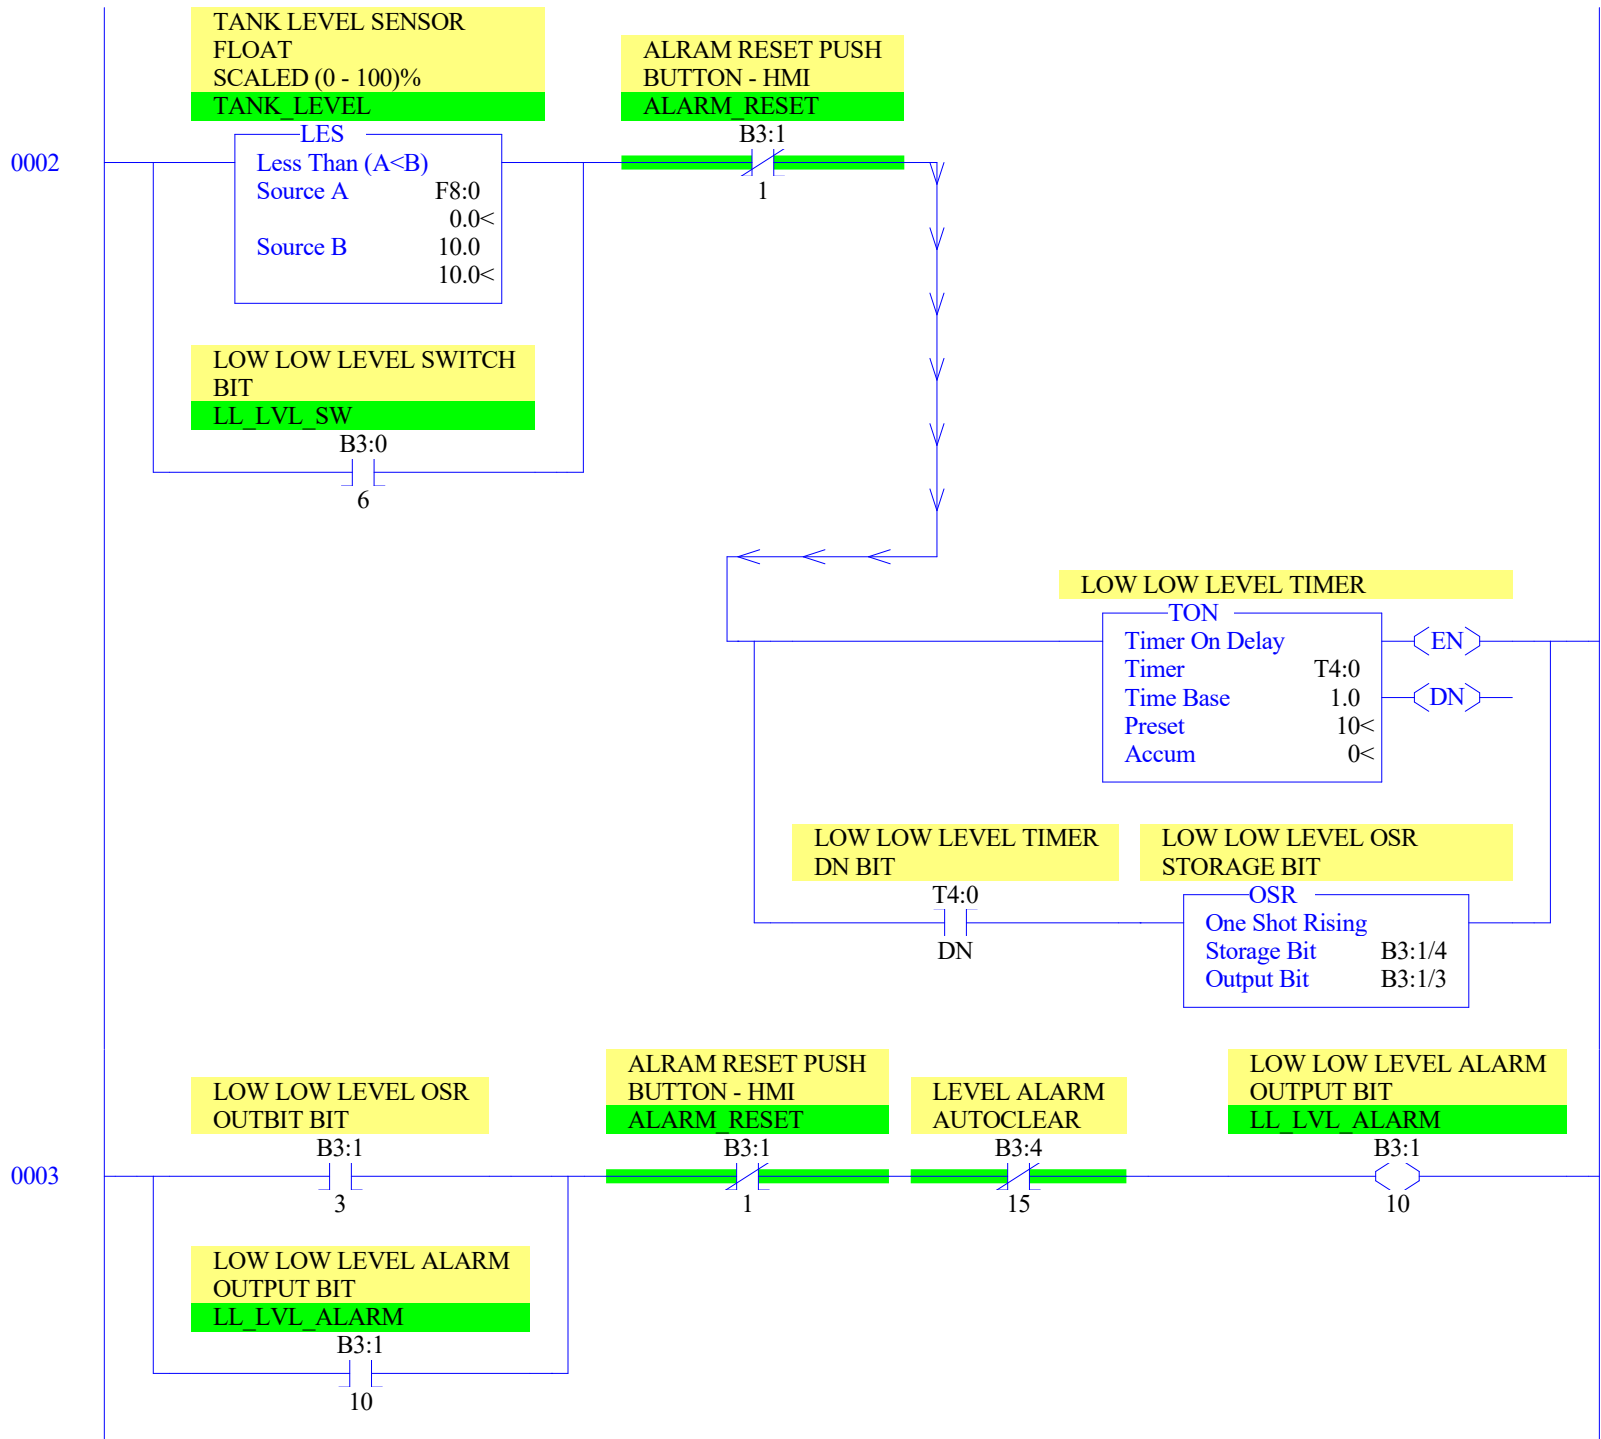 TANK LEVEL SENSOR
FLOAT
SCALED (0 - 100)%
TANK_LEVEL
ALRAM RESET PUSH
BUTTON - HMI
ALARM_RESET
0002
LES
Less Than (A<B)
Source A F8:0
0.0<
Source B 10.0
10.0<
B3:1
1
LOW LOW LEVEL SWITCH
BIT
LL_LVL_SW
B3:0
6
LOW LOW LEVEL TIMER
TON
Timer On Delay
Timer T4:0
Time Base 1.0
Preset 10<
Accum 0<
EN
DN
LOW LOW LEVEL TIMER
DN BIT
T4:0
DN
LOW LOW LEVEL OSR
STORAGE BIT
OSR
One Shot Rising
Storage Bit B3:1/4
Output Bit B3:1/3
0003
LOW LOW LEVEL OSR
OUTBIT BIT
B3:1
3
ALRAM RESET PUSH
BUTTON - HMI
ALARM_RESET
B3:1
1
LEVEL ALARM
AUTOCLEAR
B3:4
15
LOW LOW LEVEL ALARM
OUTPUT BIT
LL_LVL_ALARM
B3:1
10
LOW LOW LEVEL ALARM
OUTPUT BIT
LL_LVL_ALARM
B3:1
10